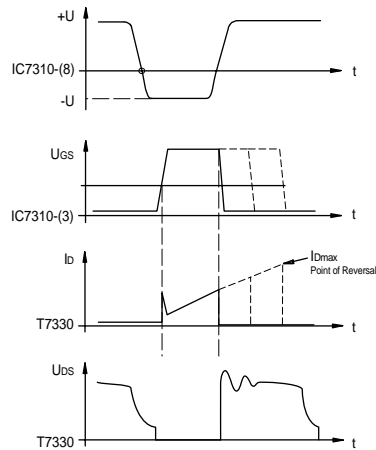 +U
IC7310-(8)
t
-U
UGS
IC7310-(3)
t
ID
IDmax
Point of Reversal
T7330
t
UDS
T7330
t